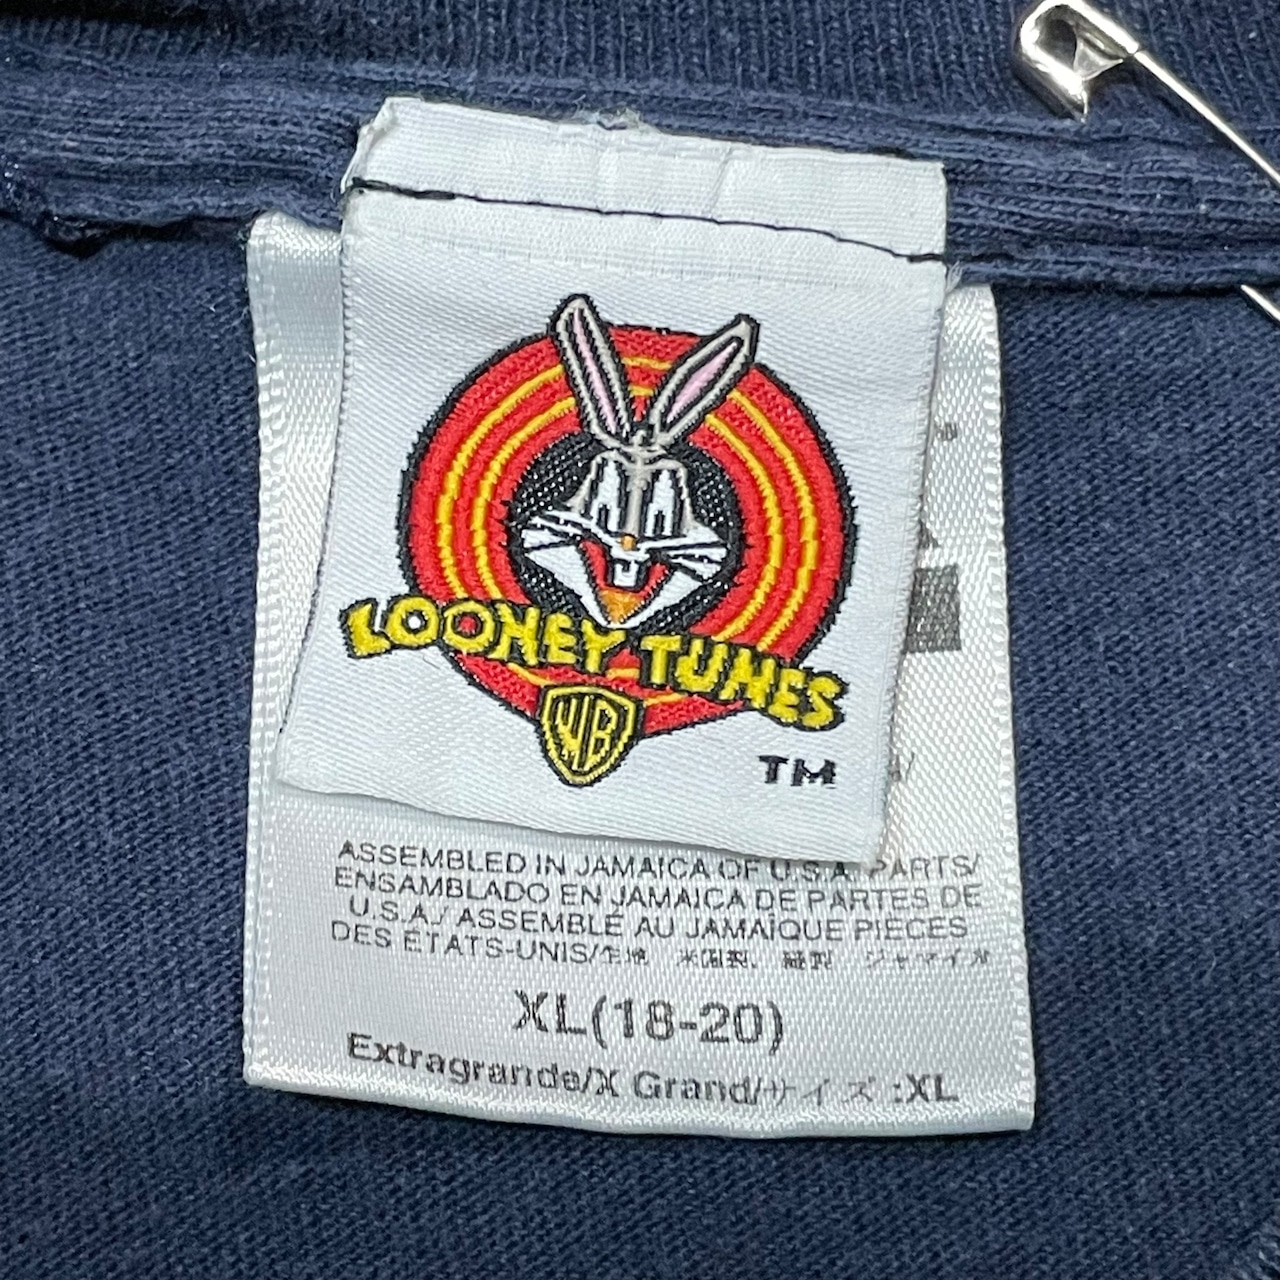 LOONEY TUNES
WB
TM
ASSEMBLED IN JAMAICA OF U.S.A. PARTS/
ENSAMBLADO EN JAMAICA DE PARTES DE
U.S.A./ ASSEMBLÉ AU JAMAÏQUE PIÈCES
DES ÉTATS-UNIS/生地 米国製、縫製 ジャマイカ
XL(18-20)
Extragrande/X Grand/サイズ:XL